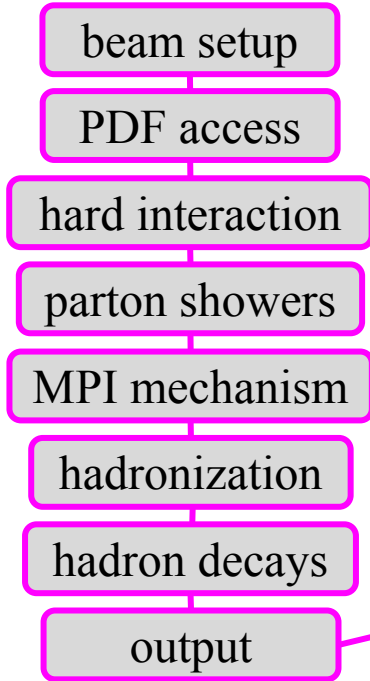 beam setup
PDF access
hard interaction
parton showers
MPI mechanism
hadronization
hadron decays
output